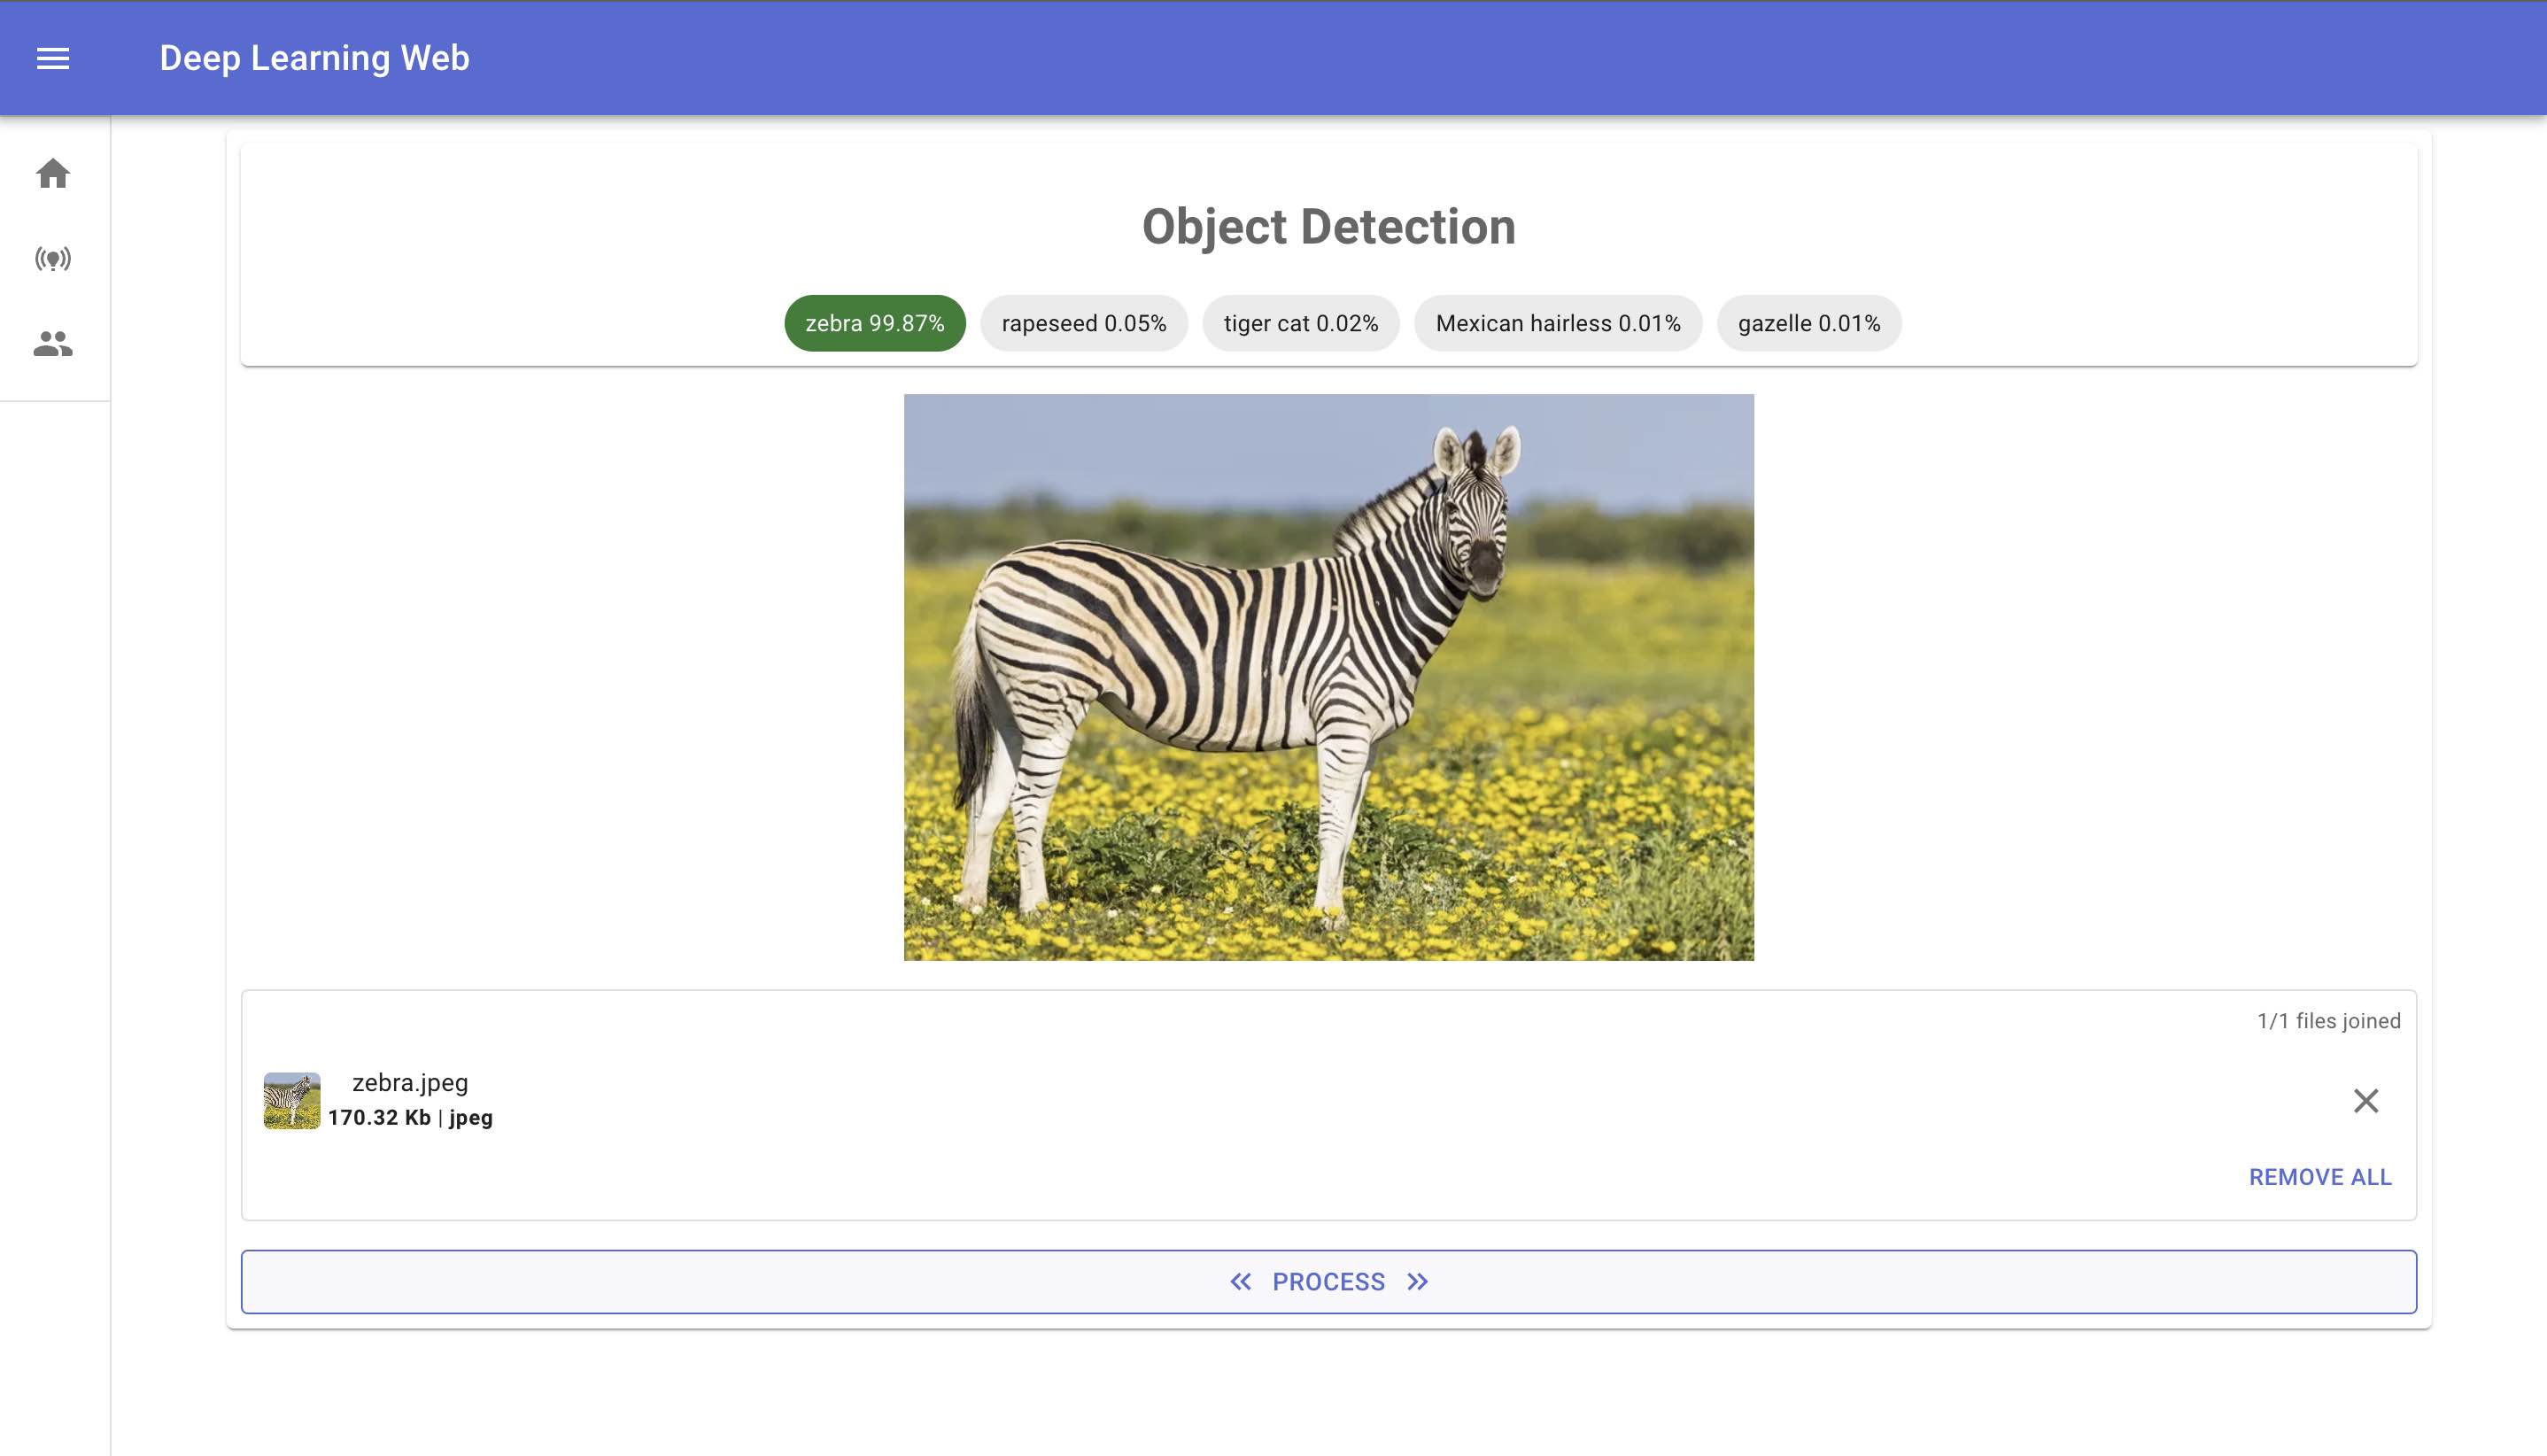 Deep Learning Web
Object Detection
zebra 99.87% rapeseed 0.05% tiger cat 0.02% Mexican hairless 0.01% gazelle 0.01%
1/1 files joined
zebra.jpeg
170.32 Kb | jpeg
REMOVE ALL
PROCESS